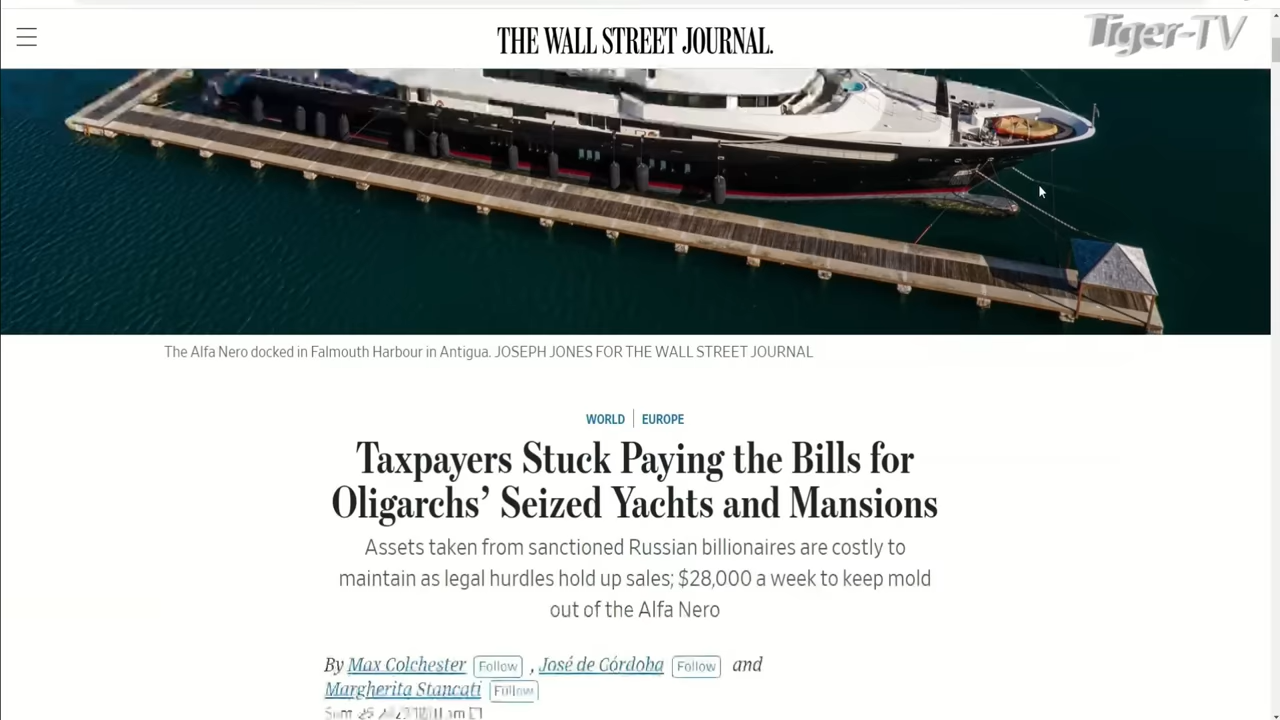 THE WALL STREET JOURNAL.
Tiger-TV
The Alfa Nero docked in Falmouth Harbour in Antigua. JOSEPH JONES FOR THE WALL STREET JOURNAL
WORLD | EUROPE
Taxpayers Stuck Paying the Bills for
Oligarchs’ Seized Yachts and Mansions
Assets taken from sanctioned Russian billionaires are costly to
maintain as legal hurdles hold up sales; $28,000 a week to keep mold
out of the Alfa Nero
By Max Colchester Follow , José de Córdoba Follow and
Margherita Stancati Follow